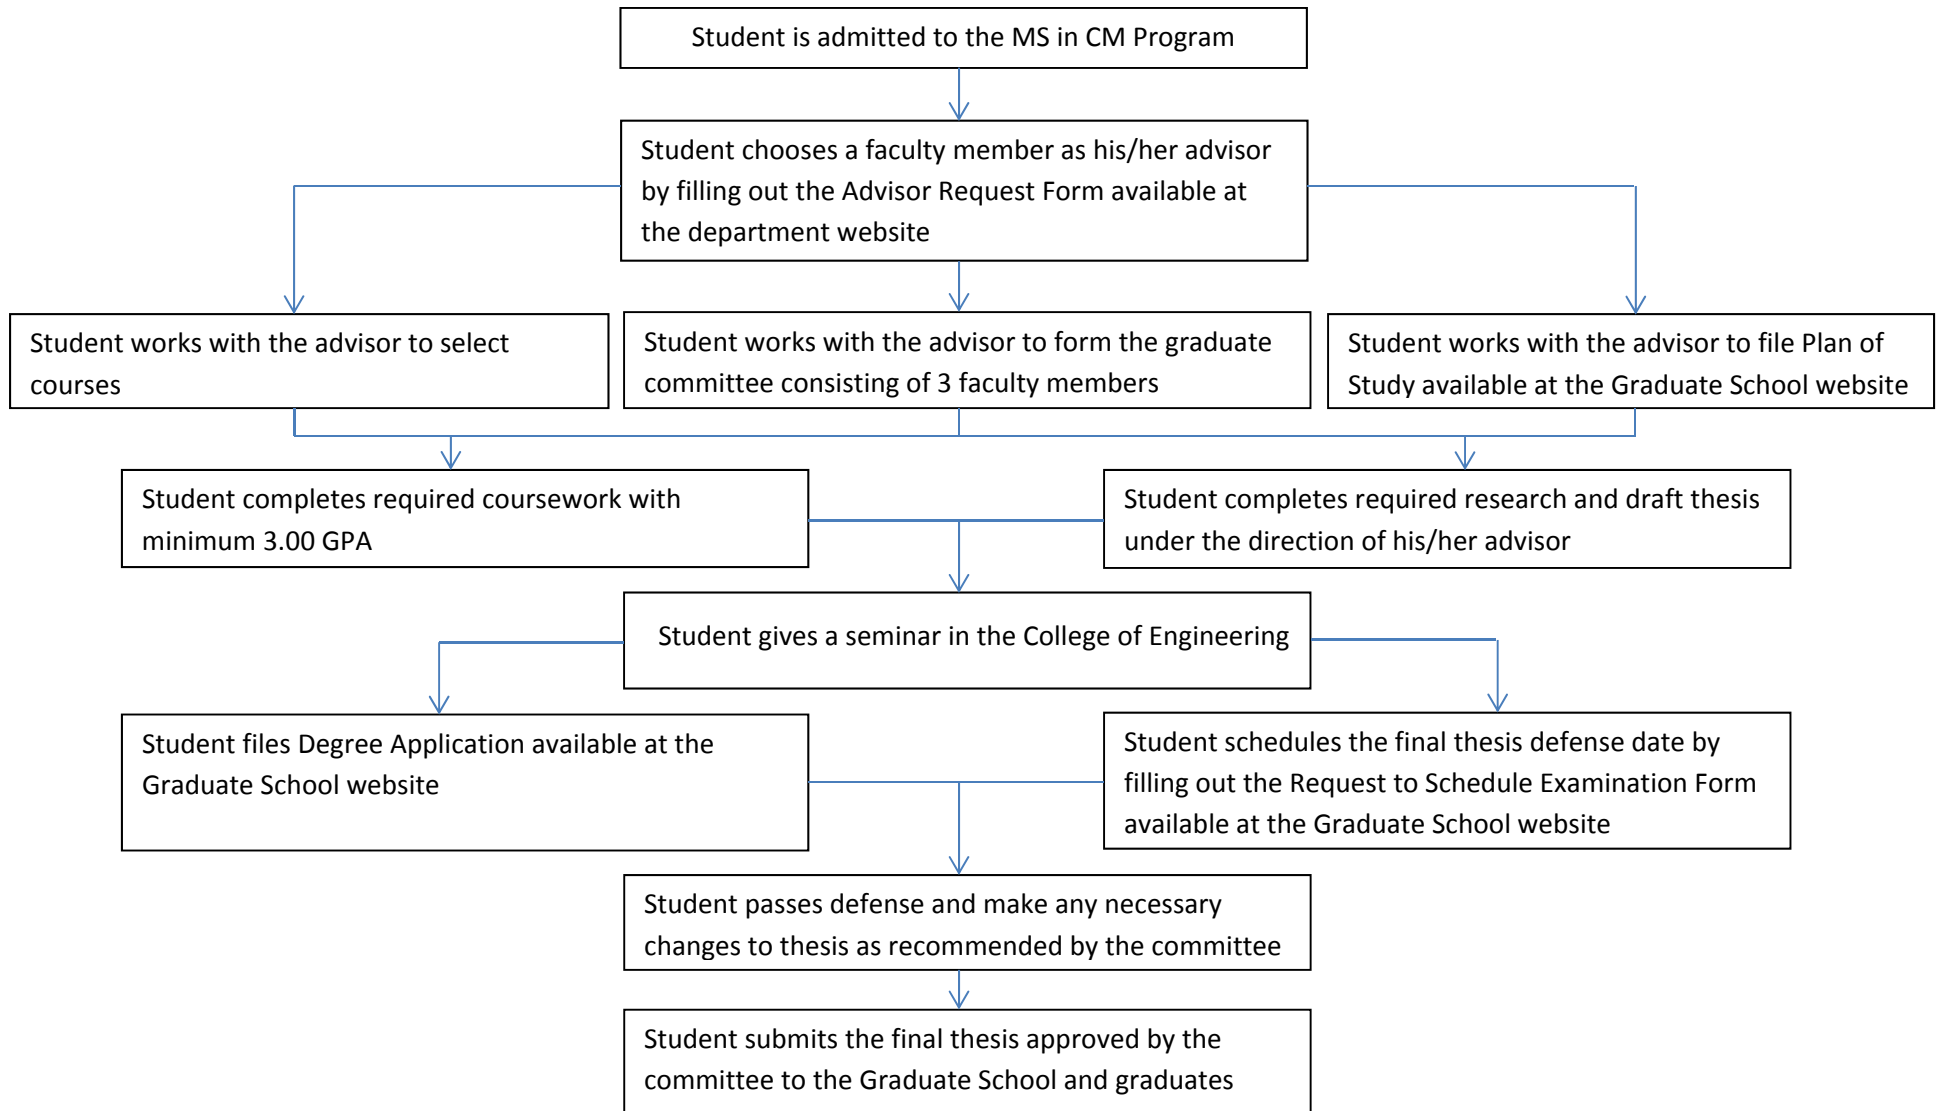 Student is admitted to the MS in CM Program
Student chooses a faculty member as his/her advisor
by filling out the Advisor Request Form available at
the department website
Student works with the advisor to select
courses
Student works with the advisor to form the graduate
committee consisting of 3 faculty members
Student works with the advisor to file Plan of
Study available at the Graduate School website
Student completes required coursework with
minimum 3.00 GPA
Student completes required research and draft thesis
under the direction of his/her advisor
Student gives a seminar in the College of Engineering
Student files Degree Application available at the
Graduate School website
Student schedules the final thesis defense date by
filling out the Request to Schedule Examination Form
available at the Graduate School website
Student passes defense and make any necessary
changes to thesis as recommended by the committee
Student submits the final thesis approved by the
committee to the Graduate School and graduates